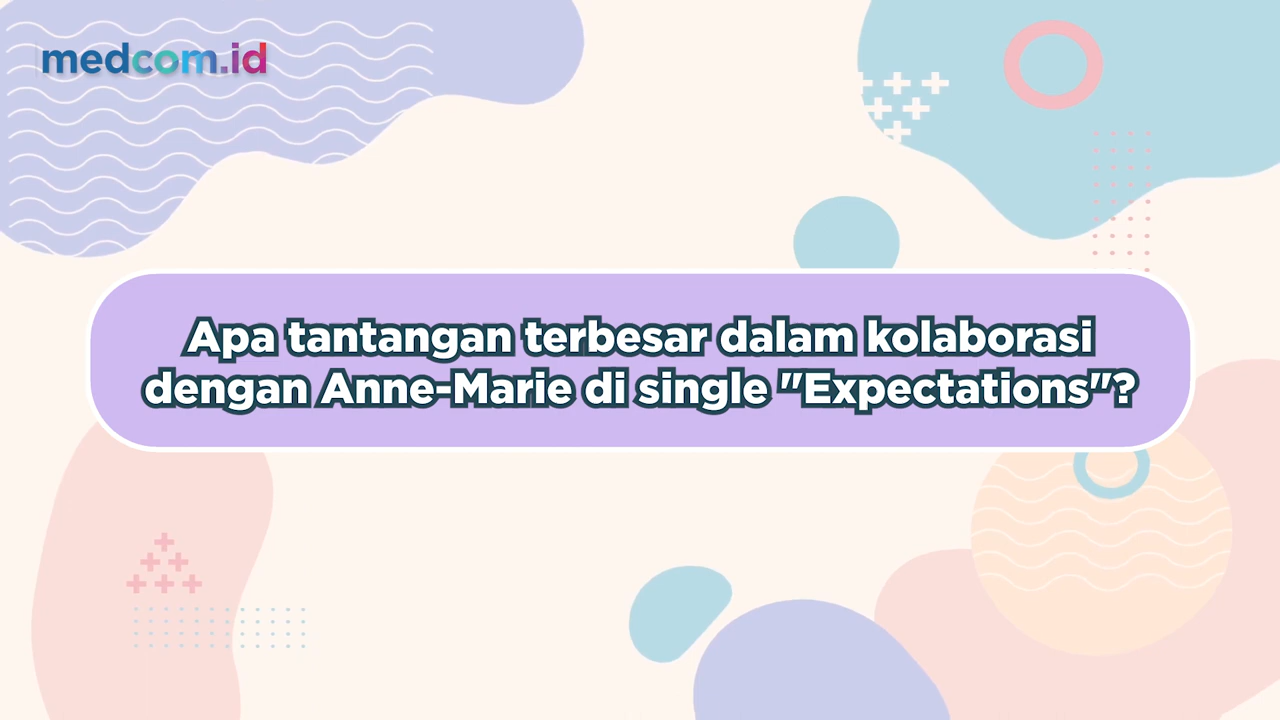 medcom.id
Apa tantangan terbesar dalam kolaborasi
dengan Anne-Marie di single "Expectations"?